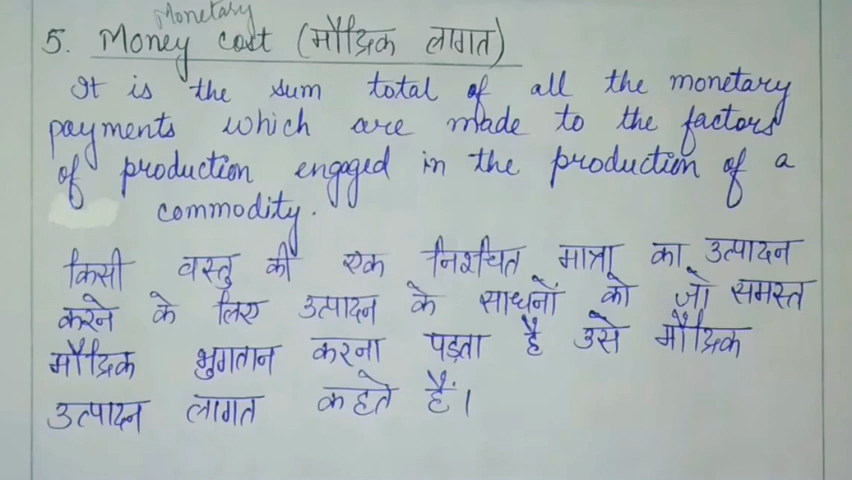 Monetary
5. Money cost (मौद्रिक लागत)
It is the sum total of all the monetary
payments which are made to the factors
of production engaged in the production of a
commodity.
किसी वस्तु की एक निश्चित मात्रा का उत्पादन
करने के लिए उत्पादन के साधनों को जो समस्त
मौद्रिक भुगतान करना पड़ता है उसे मौद्रिक
उत्पादन लागत कहते हैं।